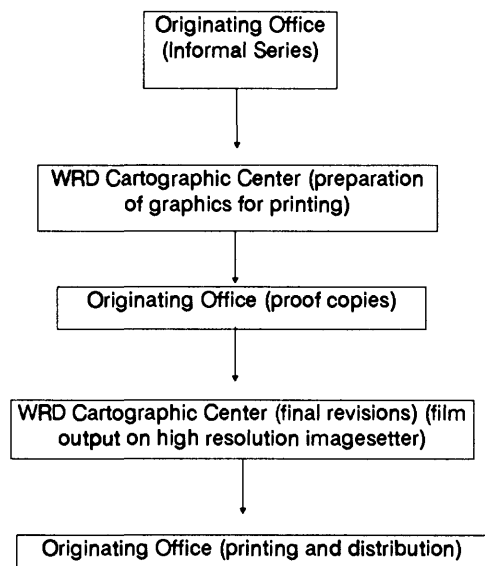 Originating Office
(Informal Series)
WRD Cartographic Center (preparation
of graphics for printing)
Originating Office (proof copies)
WRD Cartographic Center (final revisions) (film
output on high resolution imagesetter)
Originating Office (printing and distribution)